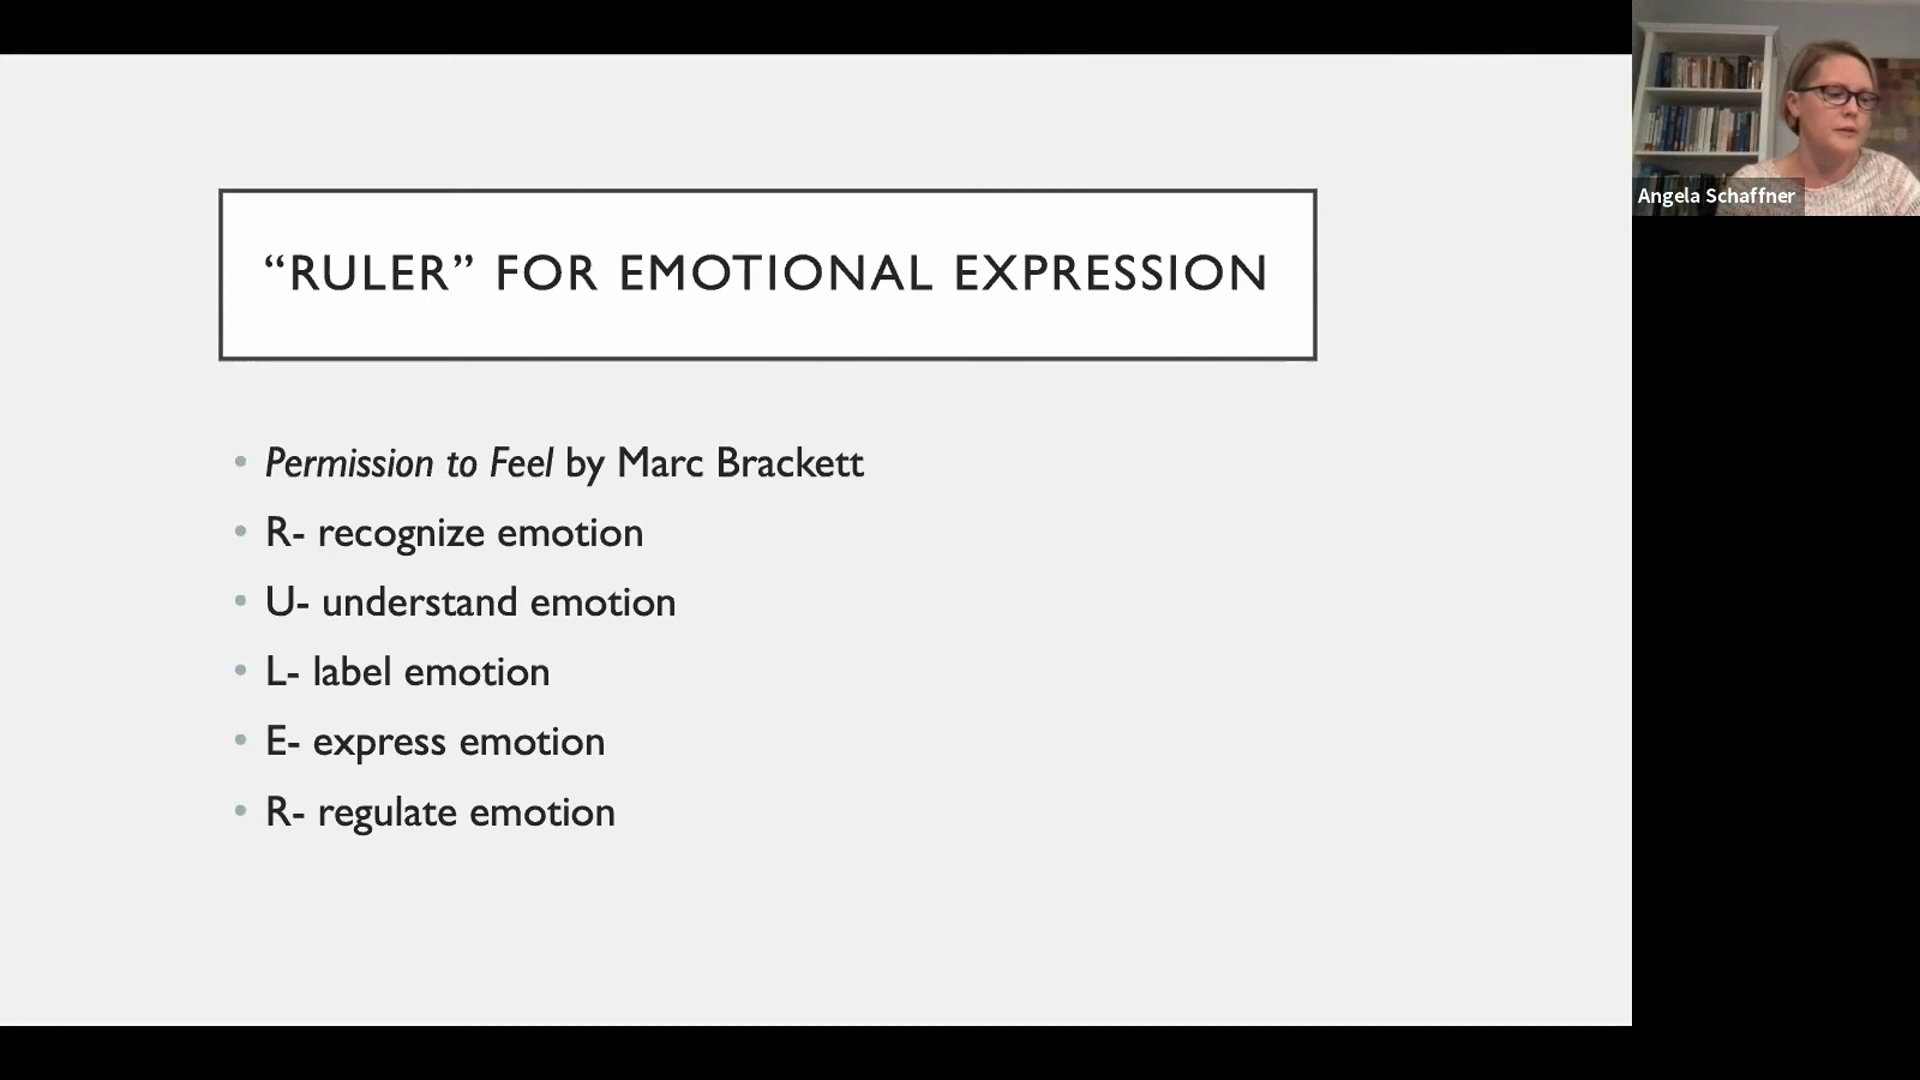 “RULER” FOR EMOTIONAL EXPRESSION
• Permission to Feel by Marc Brackett
• R- recognize emotion
• U- understand emotion
• L- label emotion
• E- express emotion
• R- regulate emotion
Angela Schaffner